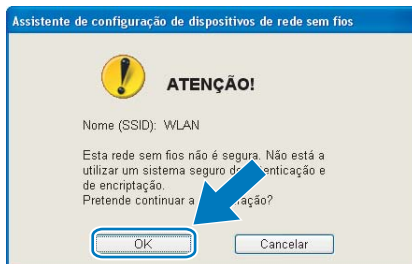 Assistente de configuração de dispositivos de rede sem fios
ATENÇÃO!
Nome (SSID): WLAN
Esta rede sem fios não é segura. Não está a
utilizar um sistema seguro de e
de encriptação.
Pretende continuar a
OK
Cancelar